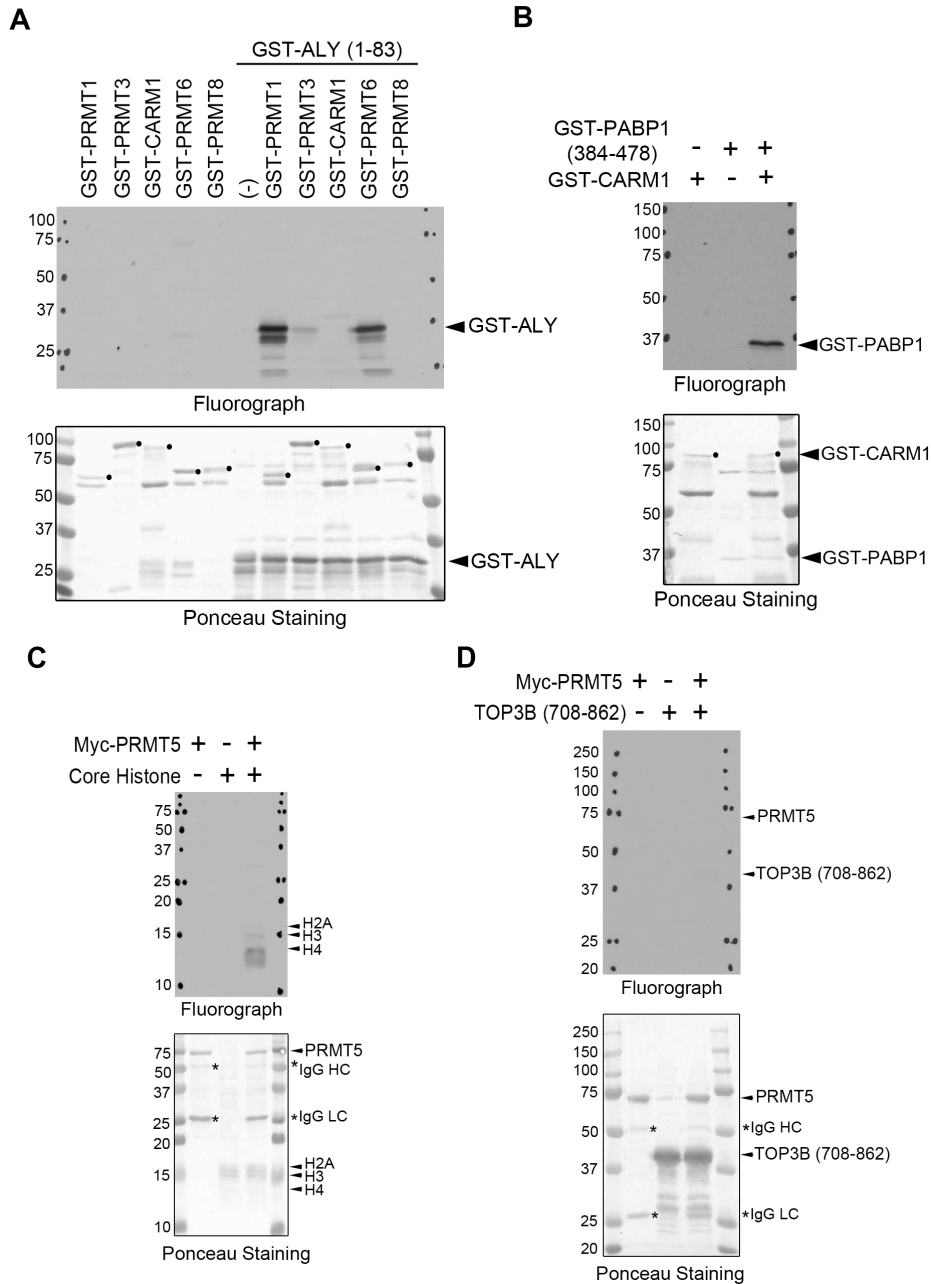 A
GST-ALY (1-83)
GST-PRMT1
GST-PRMT3
GST-CARM1
GST-PRMT6
GST-PRMT8
(-)
GST-PRMT1
GST-PRMT3
GST-CARM1
GST-PRMT6
GST-PRMT8
100
75
50
37
25
GST-ALY
Fluorograph
100
75
50
37
25
GST-ALY
Ponceau Staining
B
GST-PABP1
(384-478) - + +
GST-CARM1 + - +
150
100
75
50
37
GST-PABP1
Fluorograph
150
100
75
50
37
GST-CARM1
GST-PABP1
Ponceau Staining
C
Myc-PRMT5 + - +
Core Histone - + +
75
50
37
25
20
15
10
H2A
H3
H4
Fluorograph
75
50
37
25
20
15
10
PRMT5
*IgG HC
*IgG LC
H2A
H3
H4
*
*
Ponceau Staining
D
Myc-PRMT5 + - +
TOP3B (708-862) - + +
250
150
100
75
50
37
25
20
PRMT5
TOP3B (708-862)
Fluorograph
250
150
100
75
50
37
25
20
PRMT5
*IgG HC
TOP3B (708-862)
*IgG LC
*
*
Ponceau Staining